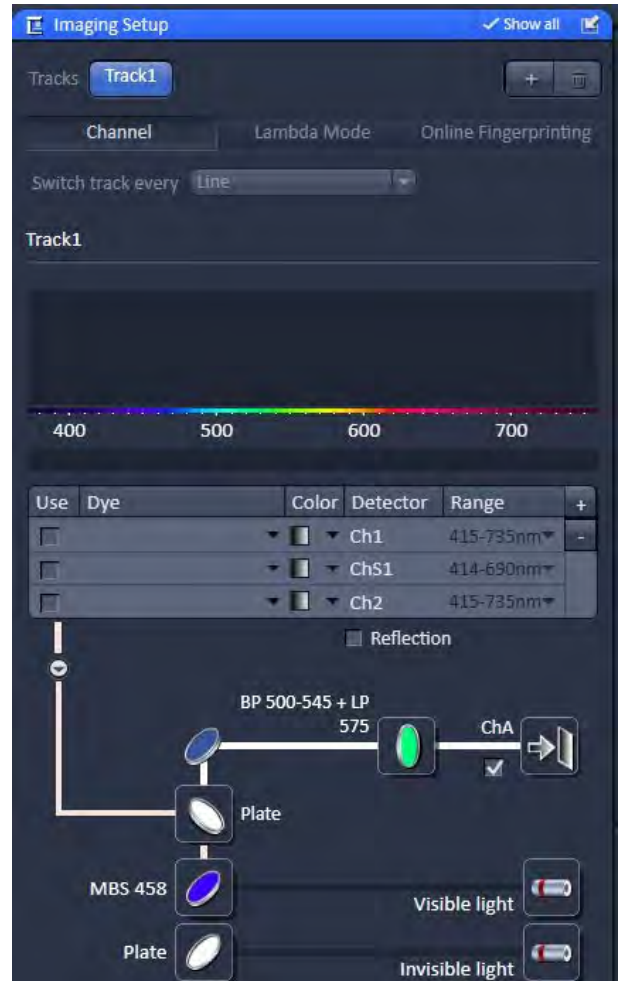 Imaging Setup ✓ Show all
Tracks Track1 +
Channel Lambda Mode Online Fingerprinting
Switch track every Line
Track1
400 500 600 700
Use Dye Color Detector Range +
Ch1 415-735nm -
ChS1 414-690nm
Ch2 415-735nm
Reflection
BP 500-545 + LP
575 ChA
Plate
MBS 458
Visible light
Plate
Invisible light